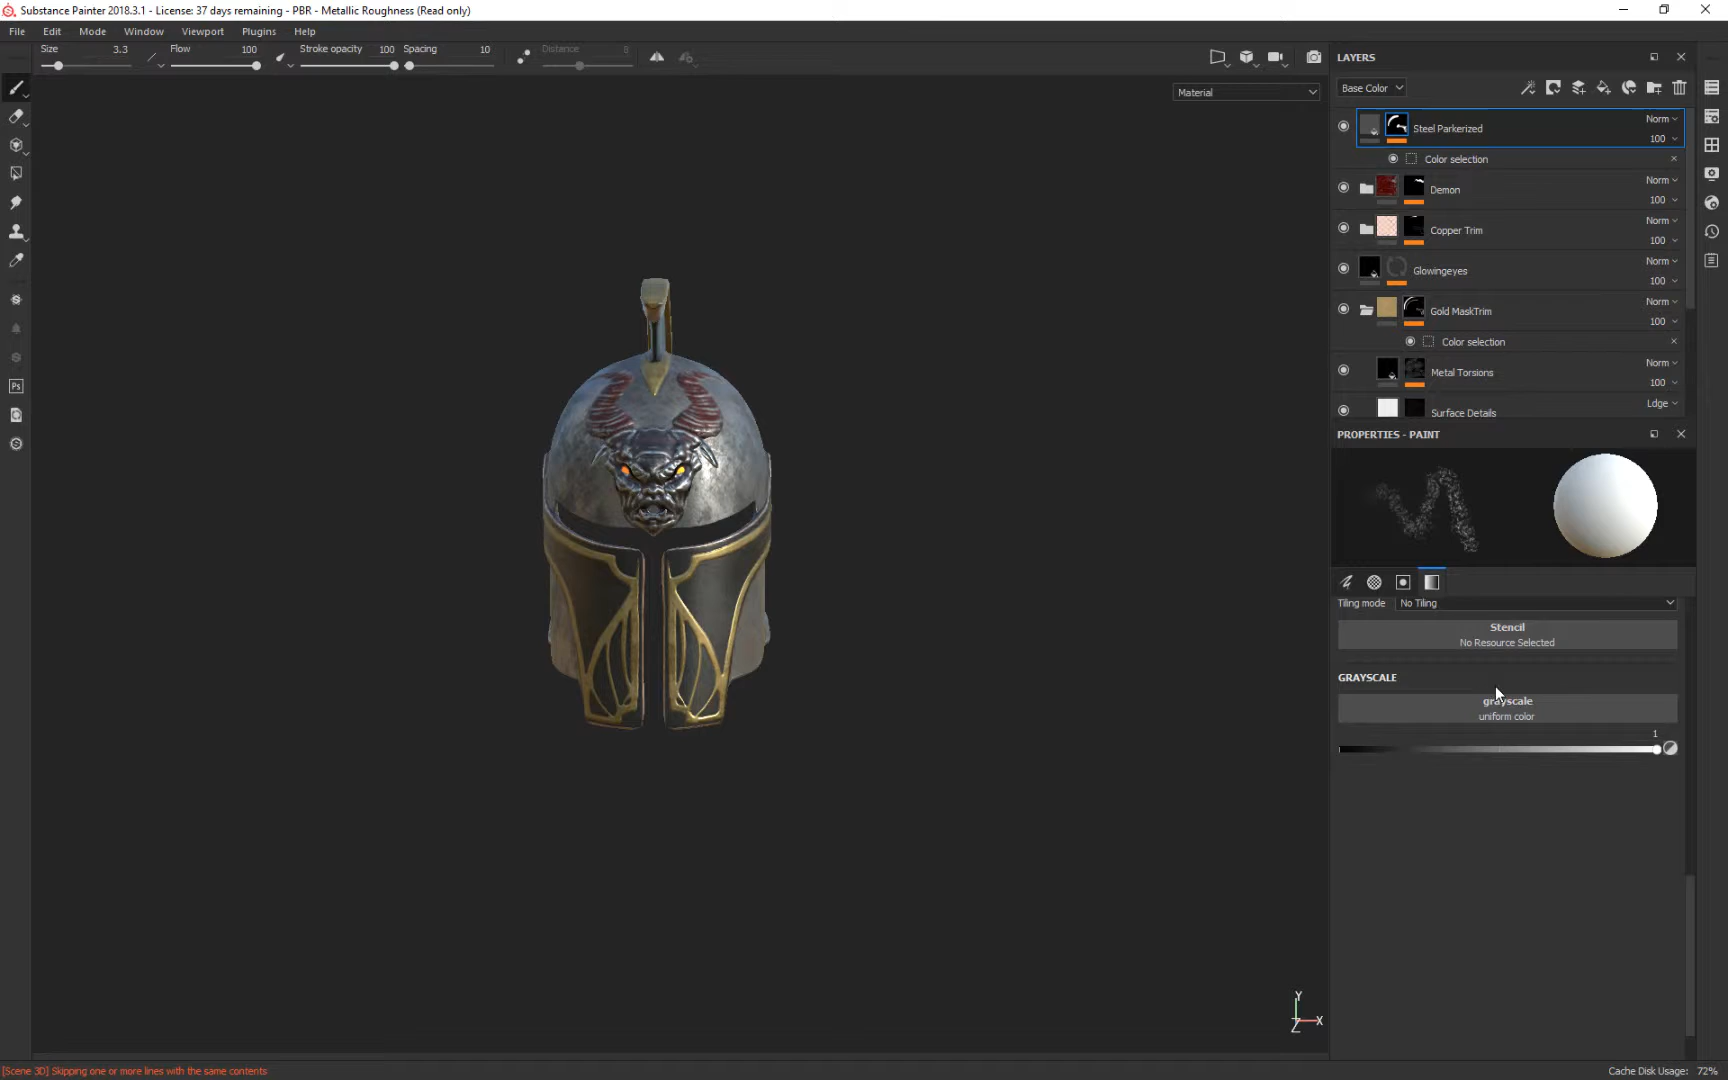 Substance Painter 2018.3.1 - License: 37 days remaining - PBR - Metallic Roughness (Read only)
File Edit Mode Window Viewport Plugins Help
Size 3.3 Flow 100 Stroke opacity 100 Spacing 10 Distance 8
Material
LAYERS
Base Color
Steel Parkerized Norm 100
Color selection
Demon Norm 100
Copper Trim Norm 100
Glowingeyes Norm 100
Gold MaskTrim Norm 100
Color selection
Metal Torsions Norm 100
Surface Details Ldge
PROPERTIES - PAINT
Tiling mode No Tiling
Stencil
No Resource Selected
GRAYSCALE
grayscale
uniform color
1
Ps
Y
Z X
[Scene 3D] Skipping one or more lines with the same contents
Cache Disk Usage: 72%